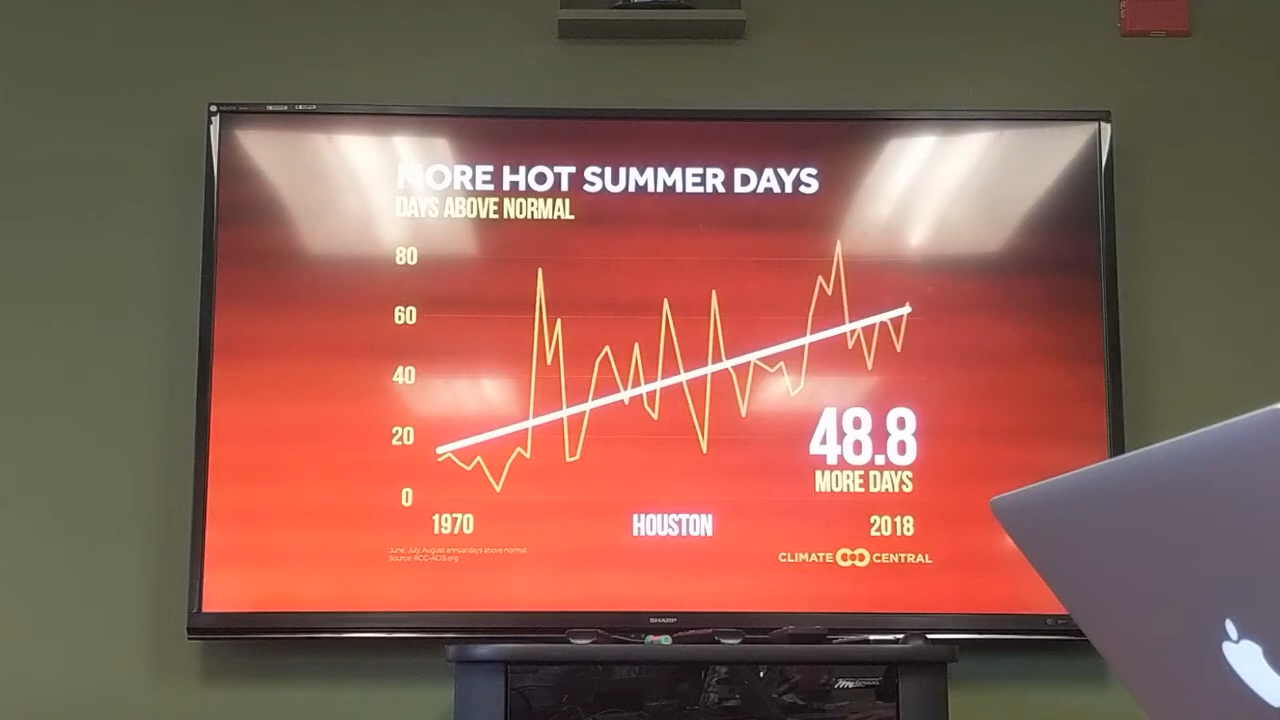 MORE HOT SUMMER DAYS
DAYS ABOVE NORMAL
80
60
40
20
0
48.8
MORE DAYS
1970
HOUSTON
2018
June, July, August annual days above normal
Source: RCC-ACIS.org
CLIMATE CENTRAL
SHARP